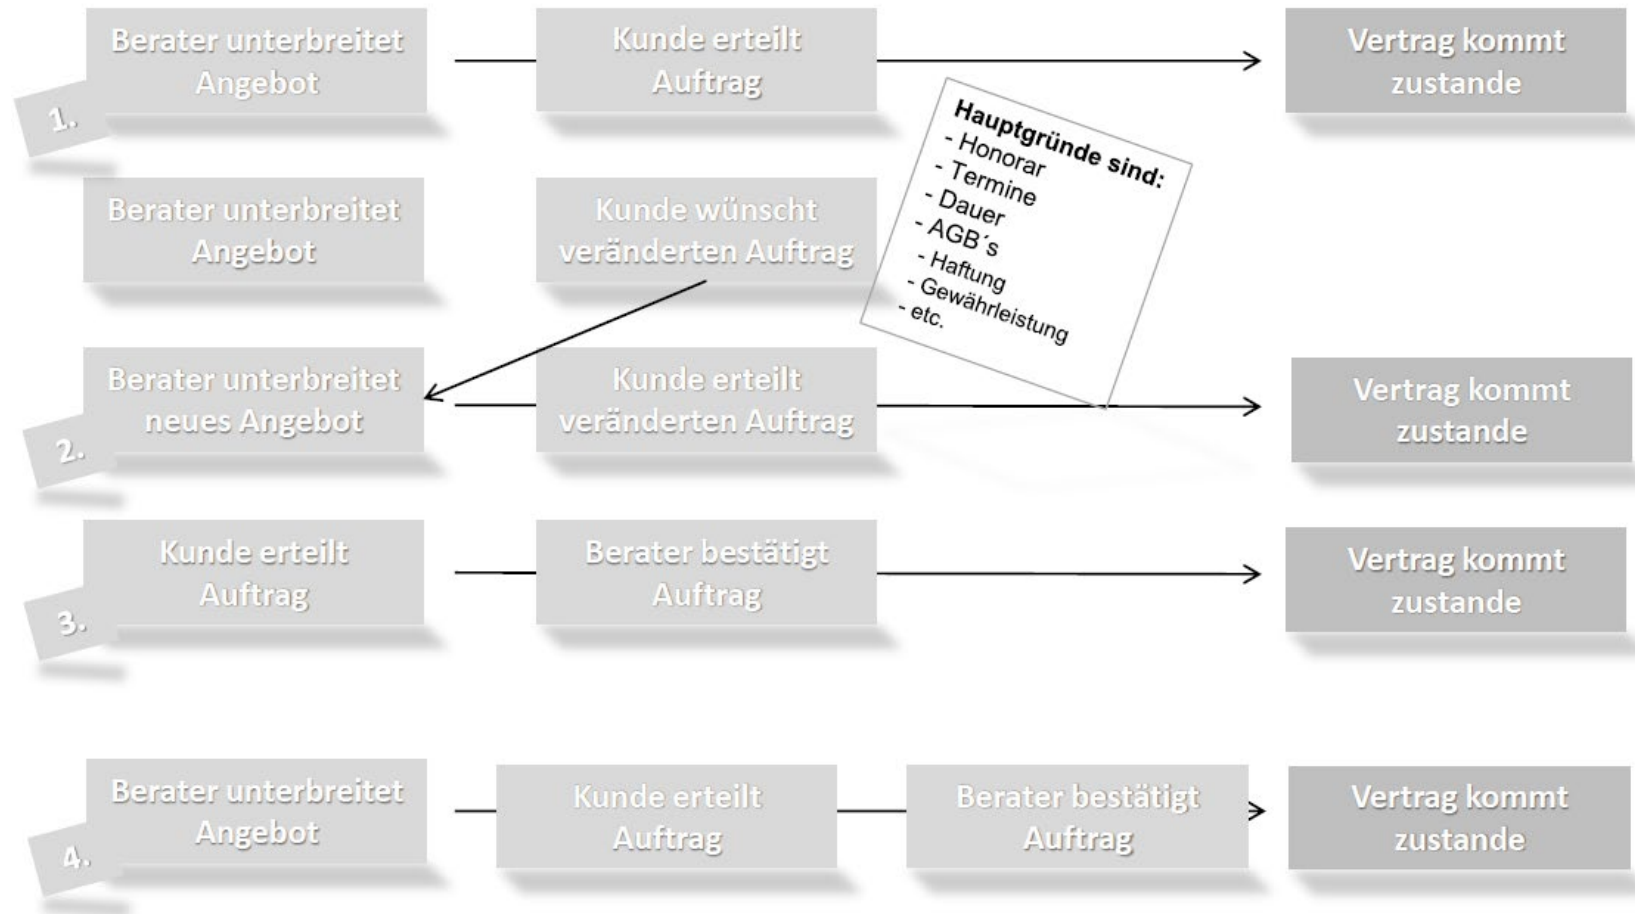 Berater unterbreitet
Angebot
Kunde erteilt
Auftrag
Vertrag kommt
zustande
1.
Hauptgründe sind:
- Honorar
- Termine
- Dauer
- AGB´s
- Haftung
- Gewährleistung
- etc.
Berater unterbreitet
Angebot
Kunde wünscht
veränderten Auftrag
Berater unterbreitet
neues Angebot
Kunde erteilt
veränderten Auftrag
Vertrag kommt
zustande
2.
Kunde erteilt
Auftrag
Berater bestätigt
Auftrag
Vertrag kommt
zustande
3.
Berater unterbreitet
Angebot
Kunde erteilt
Auftrag
Berater bestätigt
Auftrag
Vertrag kommt
zustande
4.